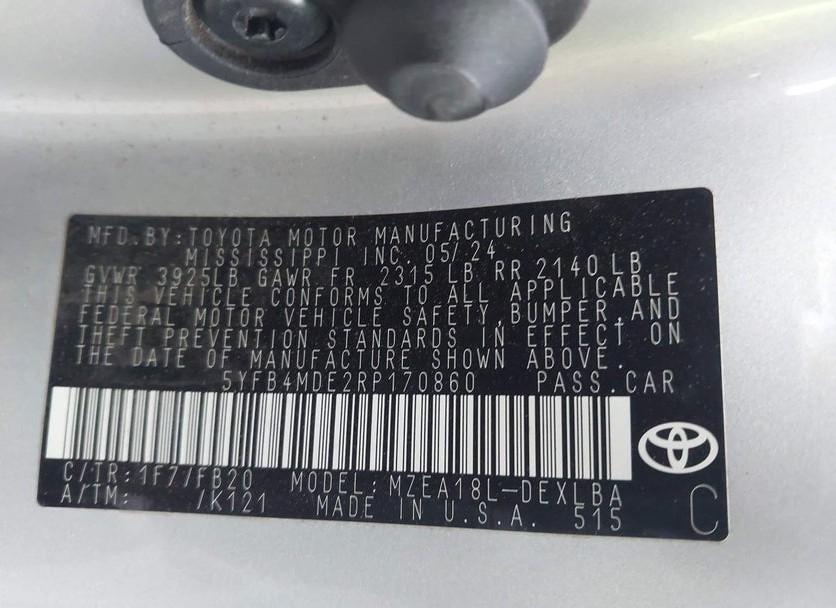 MFD.BY:TOYOTA MOTOR MANUFACTURING
MISSISSIPPI INC. 05/24
GVWR 3925LB GAWR FR 2315 LB RR 2140 LB
THIS VEHICLE CONFORMS TO ALL APPLICABLE
FEDERAL MOTOR VEHICLE SAFETY,BUMPER,AND
THEFT PREVENTION STANDARDS IN EFFECT ON
THE DATE OF MANUFACTURE SHOWN ABOVE.
5YFB4MDE2RP170860 PASS.CAR
C/TR:1F77/FB20 MODEL:MZEA18L-DEXLBA
A/TM: /K121 MADE IN U.S.A. 515 C